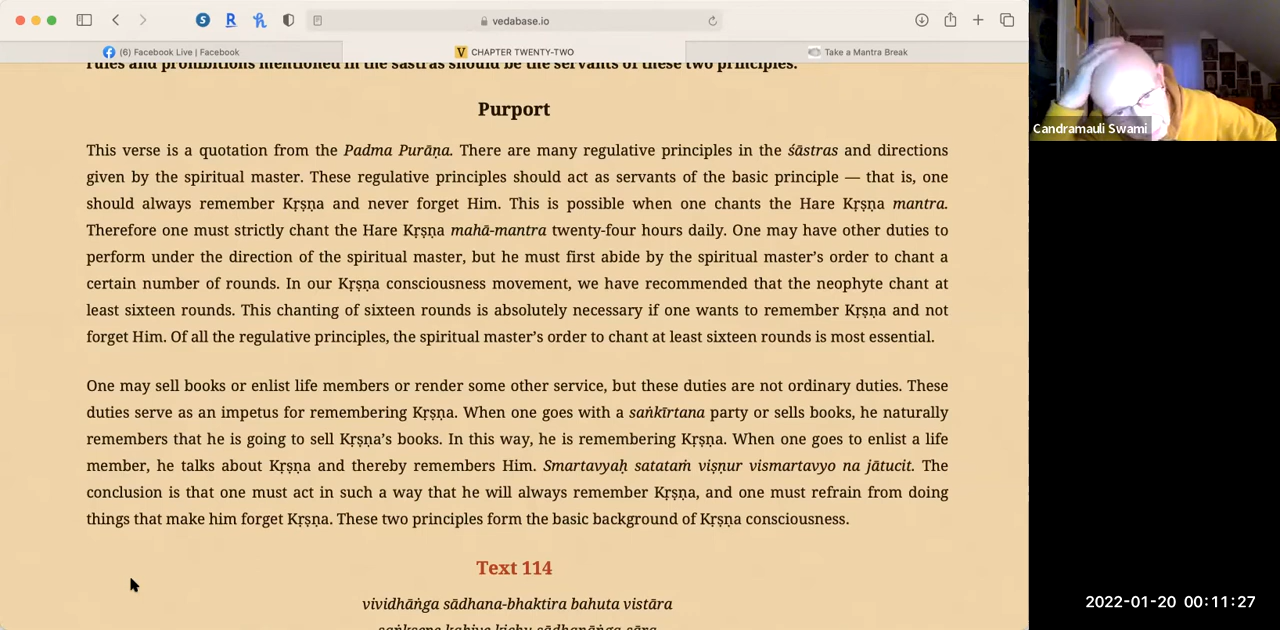 vedabase.io
(6) Facebook Live | Facebook
CHAPTER TWENTY-TWO
Take a Mantra Break
rules and prohibitions mentioned in the śāstras should be the servants of these two principles.
Purport
This verse is a quotation from the Padma Purāṇa. There are many regulative principles in the śāstras and directions
given by the spiritual master. These regulative principles should act as servants of the basic principle — that is, one
should always remember Kṛṣṇa and never forget Him. This is possible when one chants the Hare Kṛṣṇa mantra.
Therefore one must strictly chant the Hare Kṛṣṇa mahā-mantra twenty-four hours daily. One may have other duties to
perform under the direction of the spiritual master, but he must first abide by the spiritual master’s order to chant a
certain number of rounds. In our Kṛṣṇa consciousness movement, we have recommended that the neophyte chant at
least sixteen rounds. This chanting of sixteen rounds is absolutely necessary if one wants to remember Kṛṣṇa and not
forget Him. Of all the regulative principles, the spiritual master’s order to chant at least sixteen rounds is most essential.
One may sell books or enlist life members or render some other service, but these duties are not ordinary duties. These
duties serve as an impetus for remembering Kṛṣṇa. When one goes with a saṅkīrtana party or sells books, he naturally
remembers that he is going to sell Kṛṣṇa’s books. In this way, he is remembering Kṛṣṇa. When one goes to enlist a life
member, he talks about Kṛṣṇa and thereby remembers Him. Smartavyaḥ satataṁ viṣṇur vismartavyo na jātucit. The
conclusion is that one must act in such a way that he will always remember Kṛṣṇa, and one must refrain from doing
things that make him forget Kṛṣṇa. These two principles form the basic background of Kṛṣṇa consciousness.
Text 114
vividhāṅga sādhana-bhaktira bahuta vistāra
saṅkṣepe kahiye kichu sādhanāṅga-sāra
Candramauli Swami
2022-01-20 00:11:27